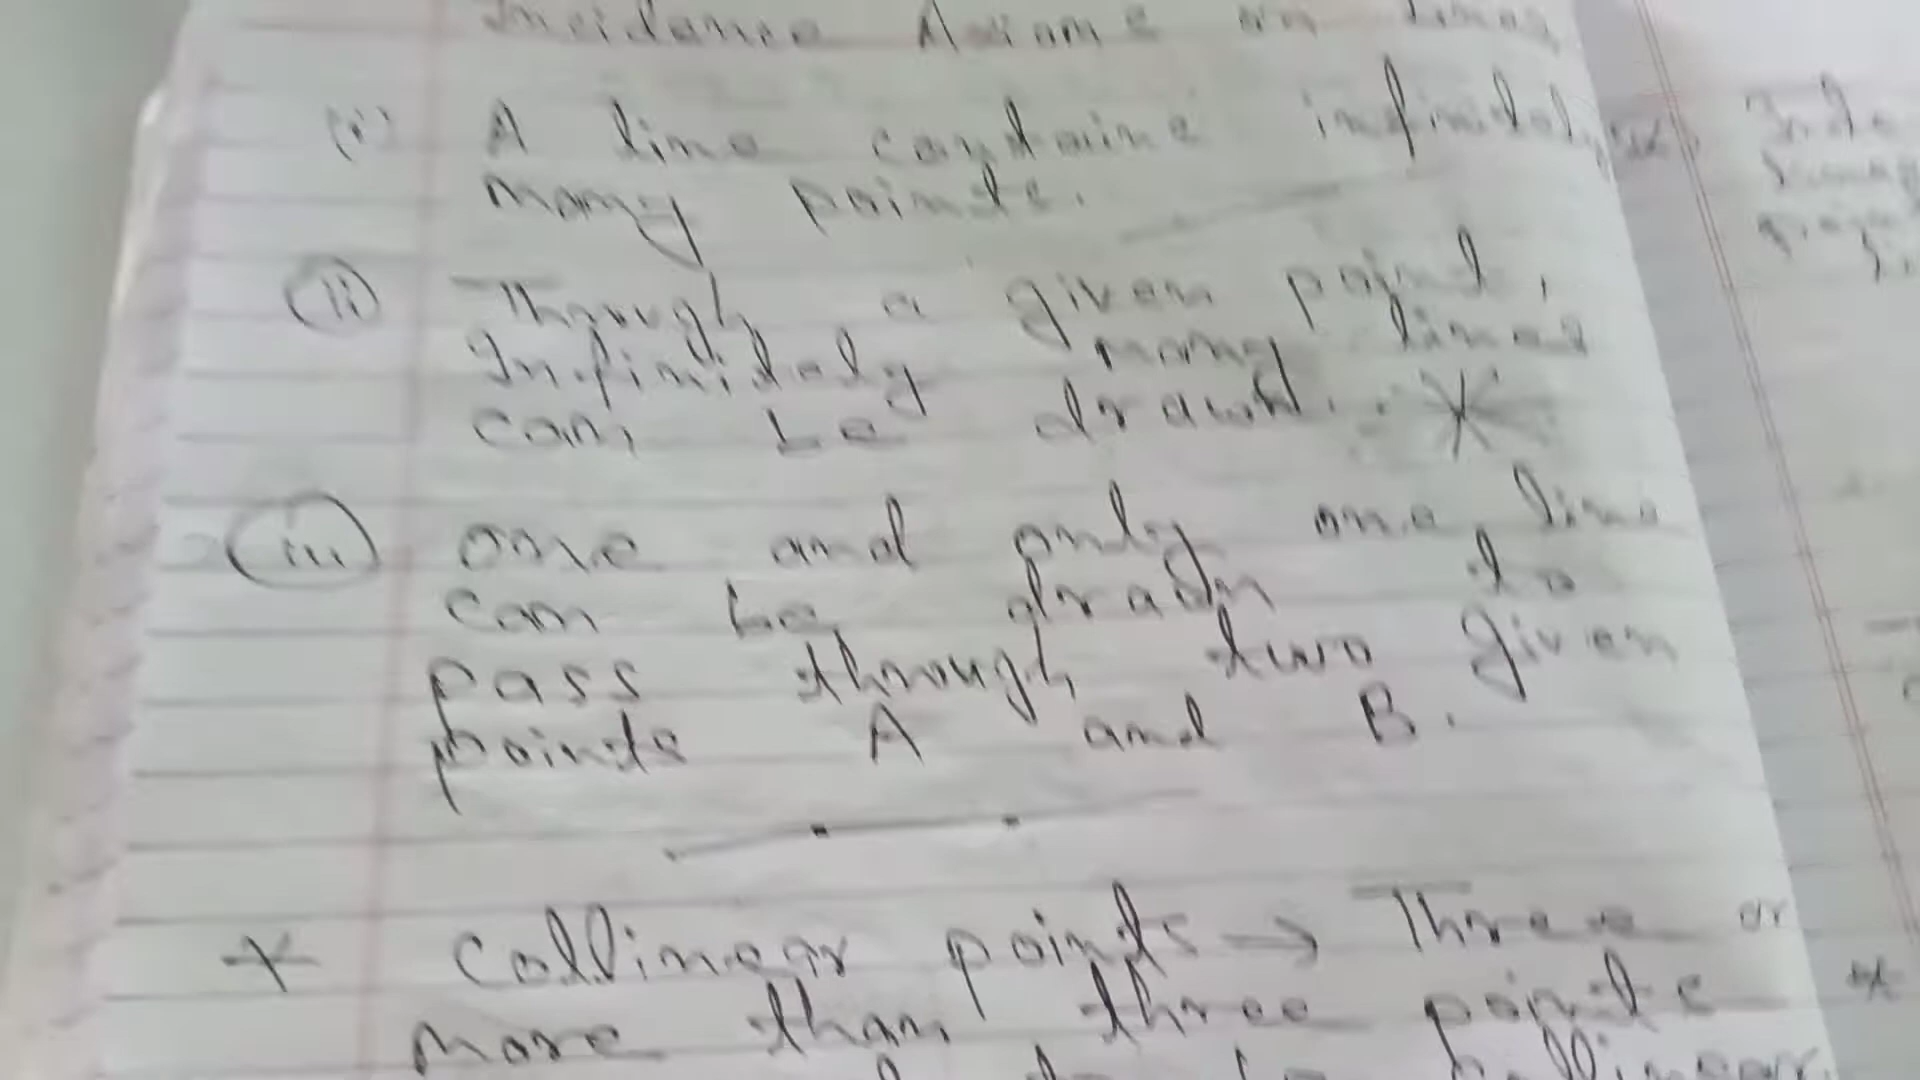 Incidence Axioms on lines
(i) A line contains infinitely
many points.
(ii) Through a given point,
Infinitely many lines
can be drawn.
(iii) one and only one line
can be drawn to
pass through two given
points A and B.
* Collinear points → Three or
more than three points
collinear